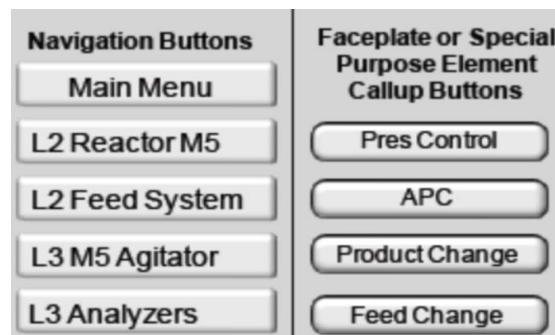 Navigation Buttons
Main Menu
L2 Reactor M5
L2 Feed System
L3 M5 Agitator
L3 Analyzers
Faceplate or Special
Purpose Element
Callup Buttons
Pres Control
APC
Product Change
Feed Change